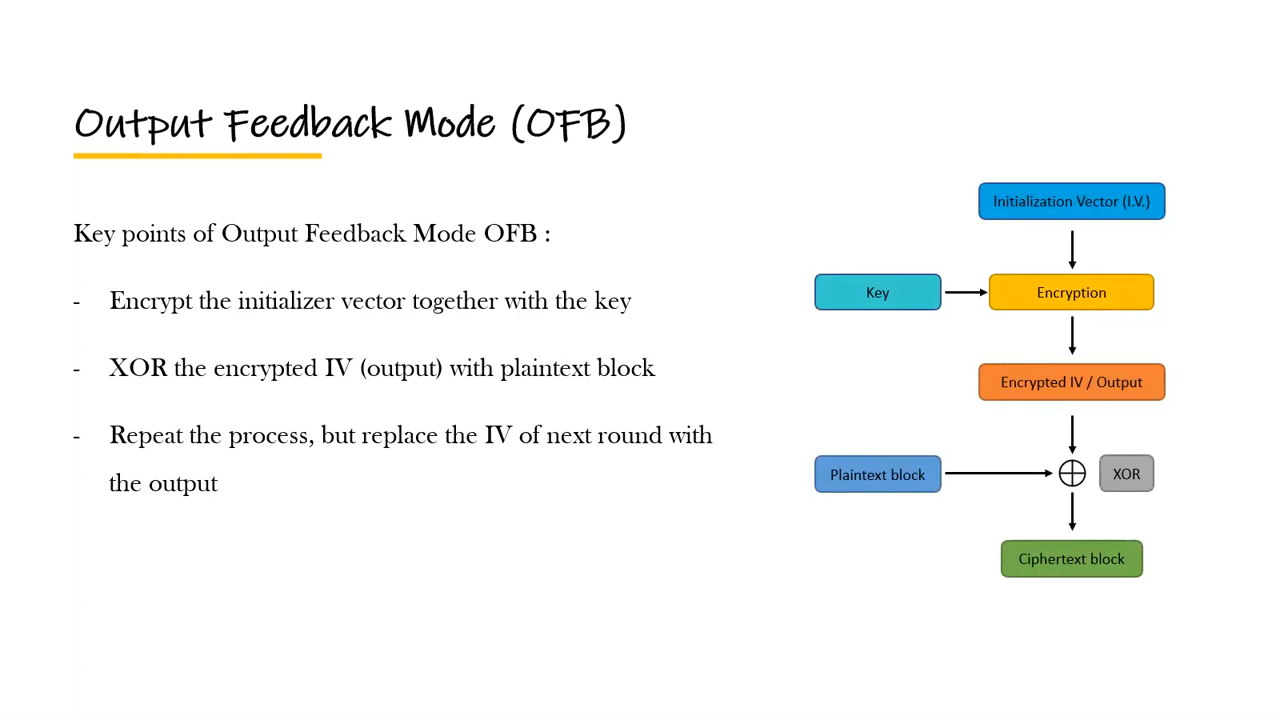 Output Feedback Mode (OFB)
Key points of Output Feedback Mode OFB :
- Encrypt the initializer vector together with the key
- XOR the encrypted IV (output) with plaintext block
- Repeat the process, but replace the IV of next round with
the output
Initialization Vector (I.V.)
Key
Encryption
Encrypted IV / Output
Plaintext block
XOR
Ciphertext block